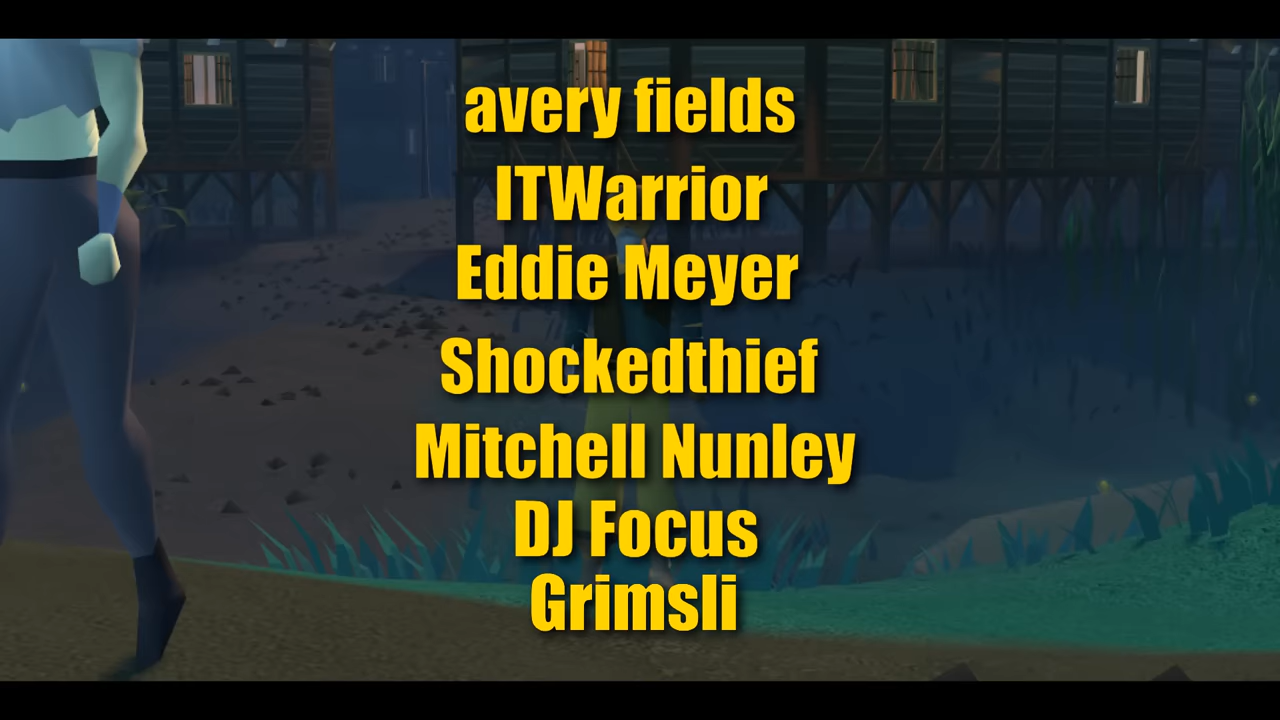 avery fields
ITWarrior
Eddie Meyer
Shockedthief
Mitchell Nunley
DJ Focus
Grimsli